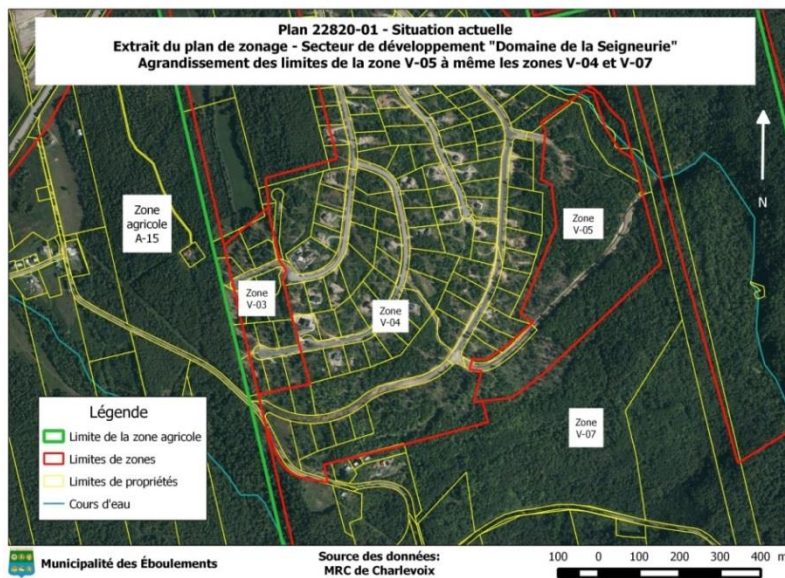 Plan 22820-01 - Situation actuelle
Extrait du plan de zonage - Secteur de développement "Domaine de la Seigneurie"
Agrandissement des limites de la zone V-05 à même les zones V-04 et V-07
N
Zone
agricole
A-15
Zone
V-05
Zone
V-03
Zone
V-04
Zone
V-07
Légende
Limite de la zone agricole
Limites de zones
Limites de propriétés
Cours d'eau
Municipalité des Éboulements
Source des données:
MRC de Charlevoix
100 0 100 200 300 400 m